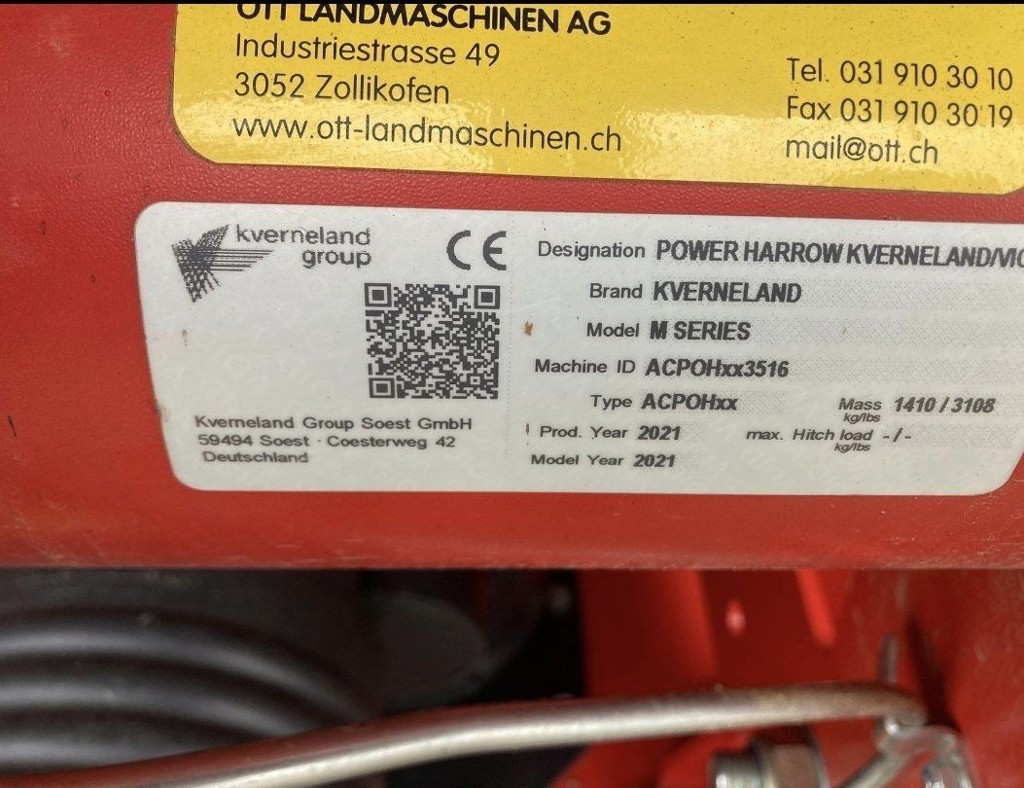 OTT LANDMASCHINEN AG
Industriestrasse 49
3052 Zollikofen
www.ott-landmaschinen.ch
Tel. 031 910 30 10
Fax 031 910 30 19
mail@ott.ch
kverneland
group
CE
Designation POWER HARROW KVERNELAND/VIC
Brand KVERNELAND
Model M SERIES
Machine ID ACPOHxx3516
Type ACPOHxx
Mass 1410 / 3108
kg/lbs
Prod. Year 2021
max. Hitch load - / -
kg/lbs
Model Year 2021
Kverneland Group Soest GmbH
59494 Soest · Coesterweg 42
Deutschland